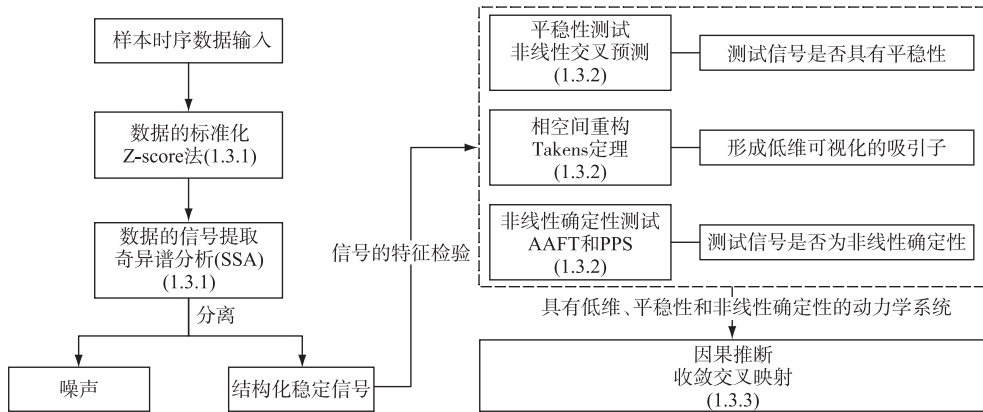 样本时序数据输入
数据的标准化
Z-score法(1.3.1)
数据的信号提取
奇异谱分析(SSA)
(1.3.1)
分离
噪声
结构化稳定信号
信号的特征检验
平稳性测试
非线性交叉预测
(1.3.2)
测试信号是否具有平稳性
相空间重构
Takens定理
(1.3.2)
形成低维可视化的吸引子
非线性确定性测试
AAFT和PPS
(1.3.2)
测试信号是否为非线性确定性
具有低维、平稳性和非线性确定性的动力学系统
因果推断
收敛交叉映射
(1.3.3)